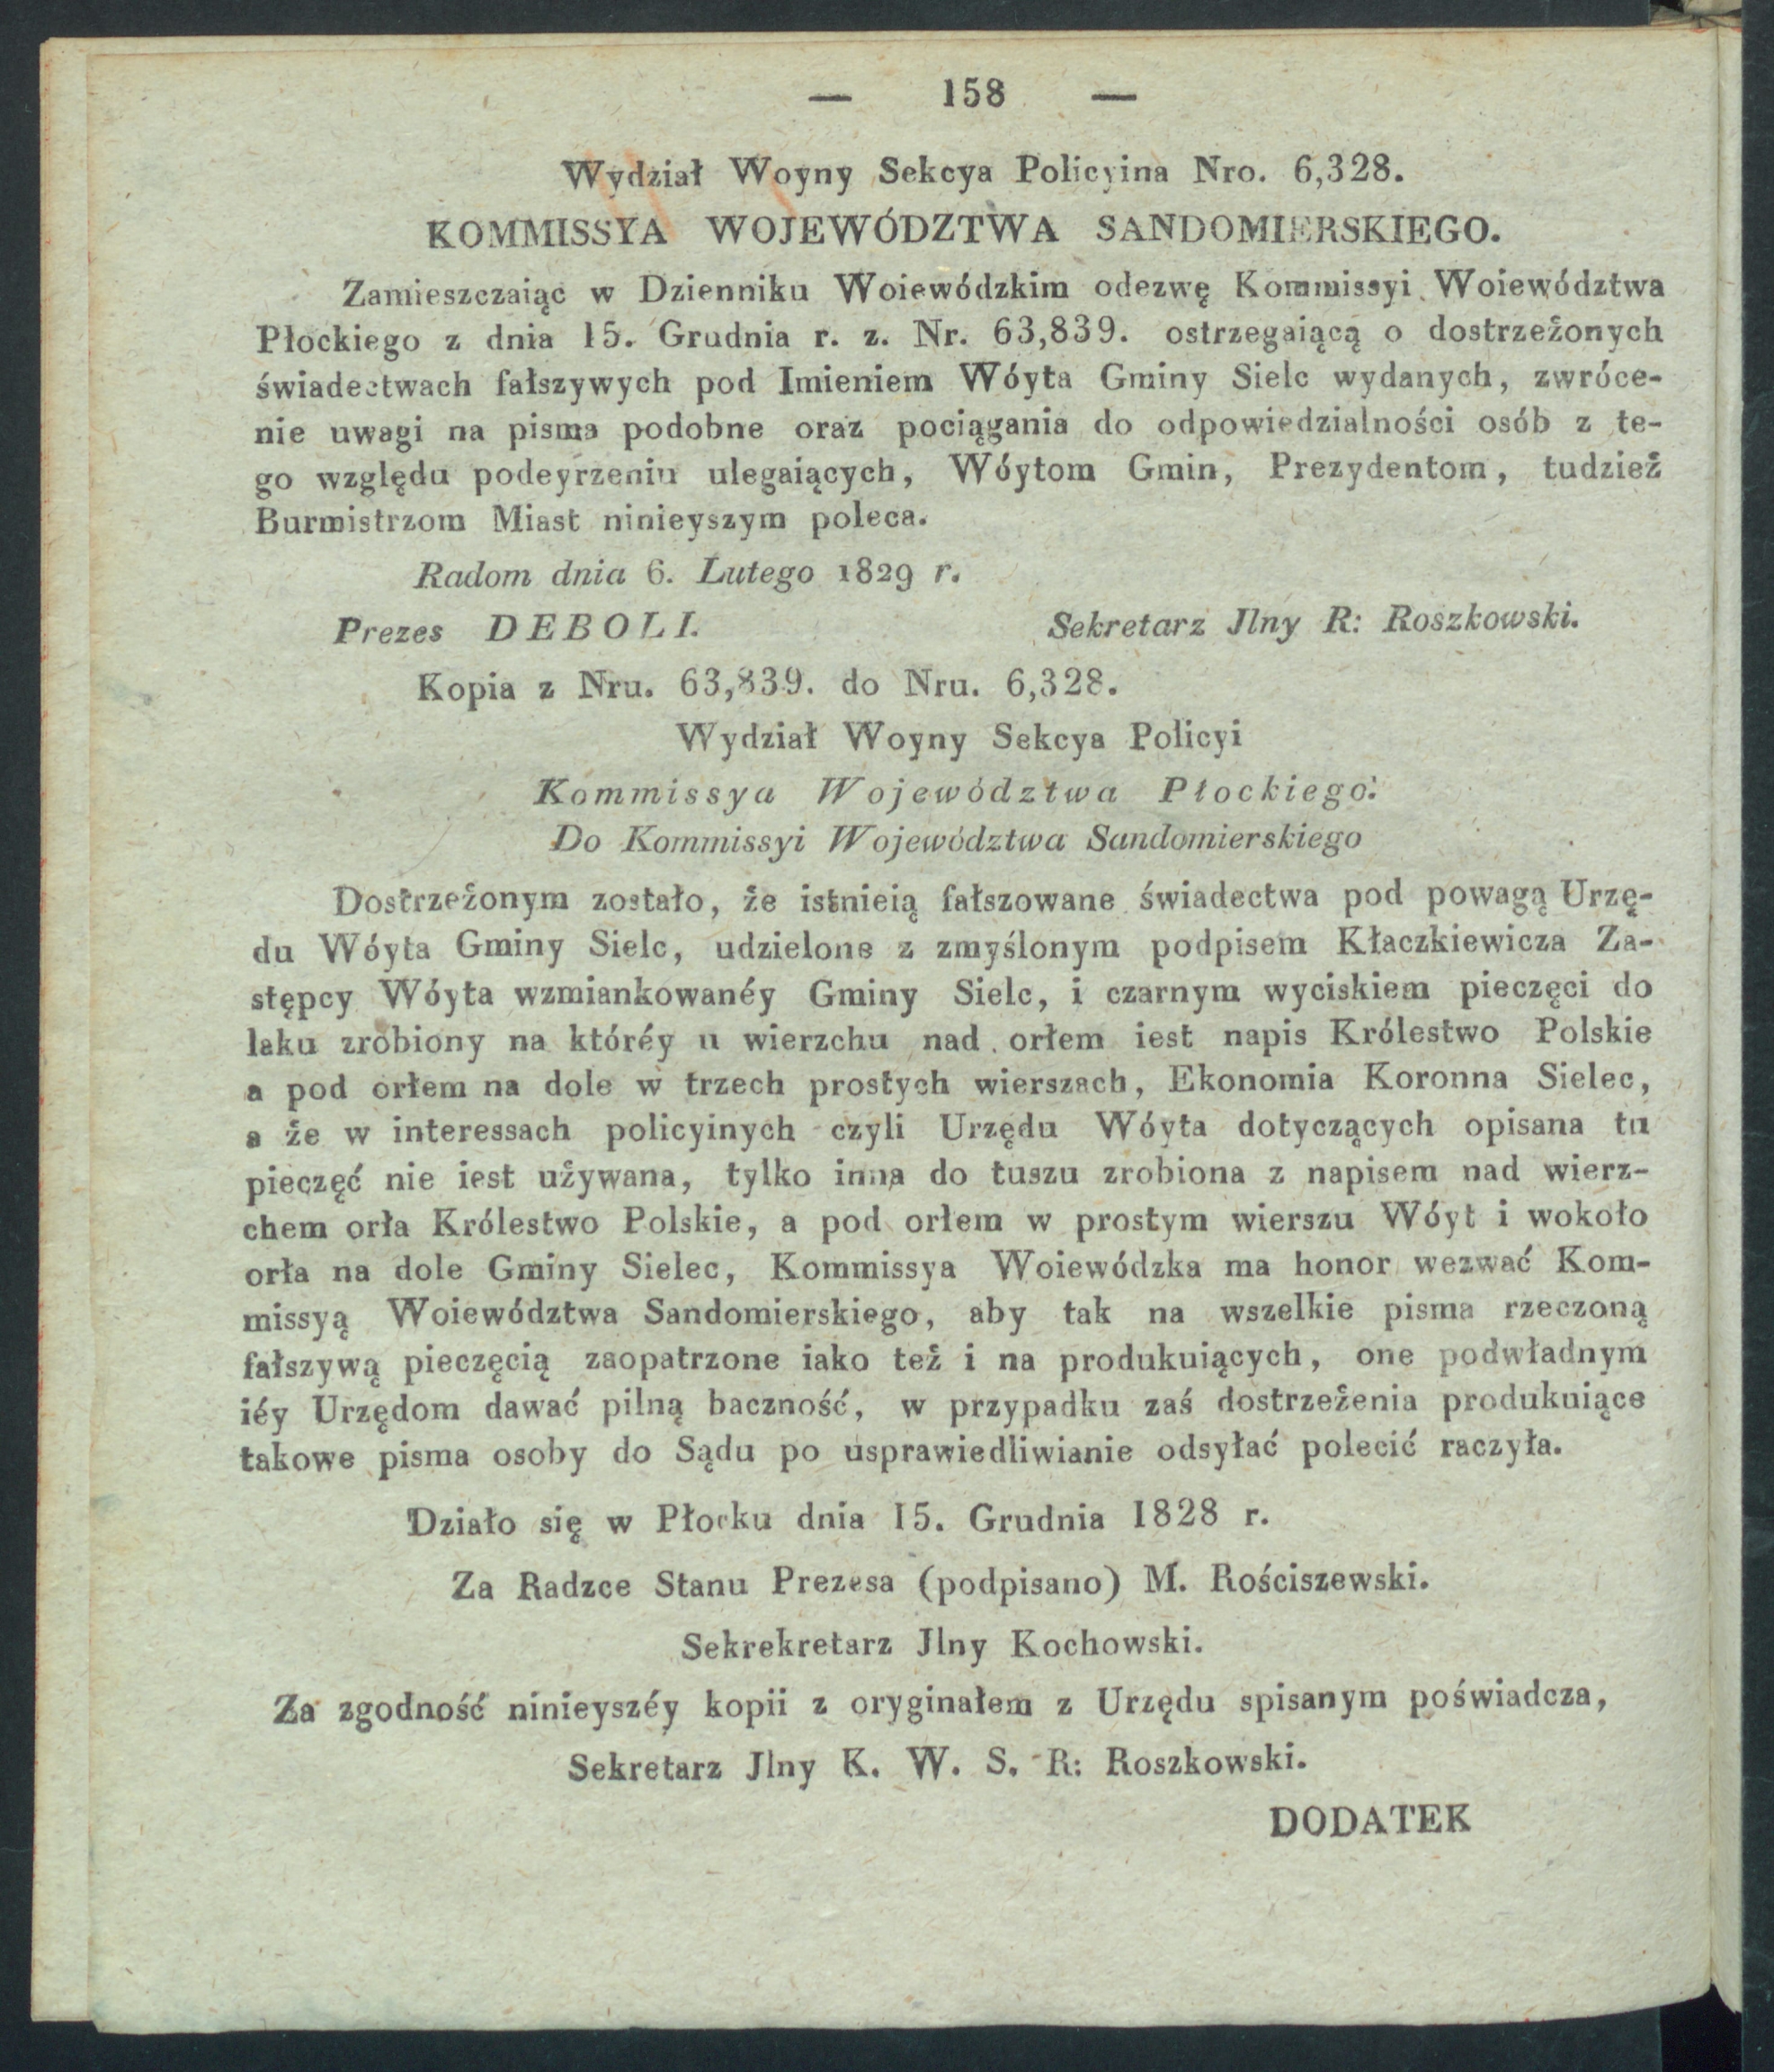 — 158 —
Wydział Woyny Sekcya Policyina Nro. 6,328.
KOMMISSYA WOJEWÓDZTWA SANDOMIERSKIEGO.
Zamieszczaiąc w Dzienniku Woiewódzkim odezwę Kommissyi Woiewództwa
Płockiego z dnia 15. Grudnia r. z. Nr. 63,839. ostrzegaiącą o dostrzeżonych
świadectwach fałszywych pod Imieniem Wóyta Gminy Sielc wydanych, zwróce-
nie uwagi na pisma podobne oraz pociągania do odpowiedzialności osób z te-
go względu podeyrzeniu ulegaiących, Wóytom Gmin, Prezydentom, tudzież
Burmistrzom Miast ninieyszym poleca.
Radom dnia 6. Lutego 1829 r.
Prezes DEBOLI. Sekretarz Jlny R: Roszkowski.
Kopia z Nru. 63,839. do Nru. 6,328.
Wydział Woyny Sekcya Policyi
Kommissya Województwa Płockiego:
Do Kommissyi Województwa Sandomierskiego
Dostrzeżonym zostało, że istnieią fałszowane świadectwa pod powagą Urzę-
du Wóyta Gminy Sielc, udzielone z zmyślonym podpisem Kłaczkiewicza Za-
stępcy Wóyta wzmiankowanéy Gminy Sielc, i czarnym wyciskiem pieczęci do
laku zrobiony na któréy u wierzchu nad orłem iest napis Królestwo Polskie
a pod orłem na dole w trzech prostych wierszach, Ekonomia Koronna Sielec,
a że w interessach policyinych czyli Urzędu Wóyta dotyczących opisana tu
pieczęć nie iest używana, tylko inna do tuszu zrobiona z napisem nad wierz-
chem orła Królestwo Polskie, a pod orłem w prostym wierszu Wóyt i wokoło
orła na dole Gminy Sielec, Kommissya Woiewódzka ma honor wezwać Kom-
missyą Woiewództwa Sandomierskiego, aby tak na wszelkie pisma rzeczoną
fałszywą pieczęcią zaopatrzone iako też i na produkuiących, one podwładnym
iéy Urzędom dawać pilną baczność, w przypadku zaś dostrzeżenia produkuiące
takowe pisma osoby do Sądu po usprawiedliwianie odsyłać polecić raczyła.
Działo się w Płocku dnia 15. Grudnia 1828 r.
Za Radzce Stanu Prezesa (podpisano) M. Rościszewski.
Sekrekretarz Jlny Kochowski.
Za zgodność ninieyszéy kopii z oryginałem z Urzędu spisanym poświadcza,
Sekretarz Jlny K. W. S. R: Roszkowski.
DODATEK